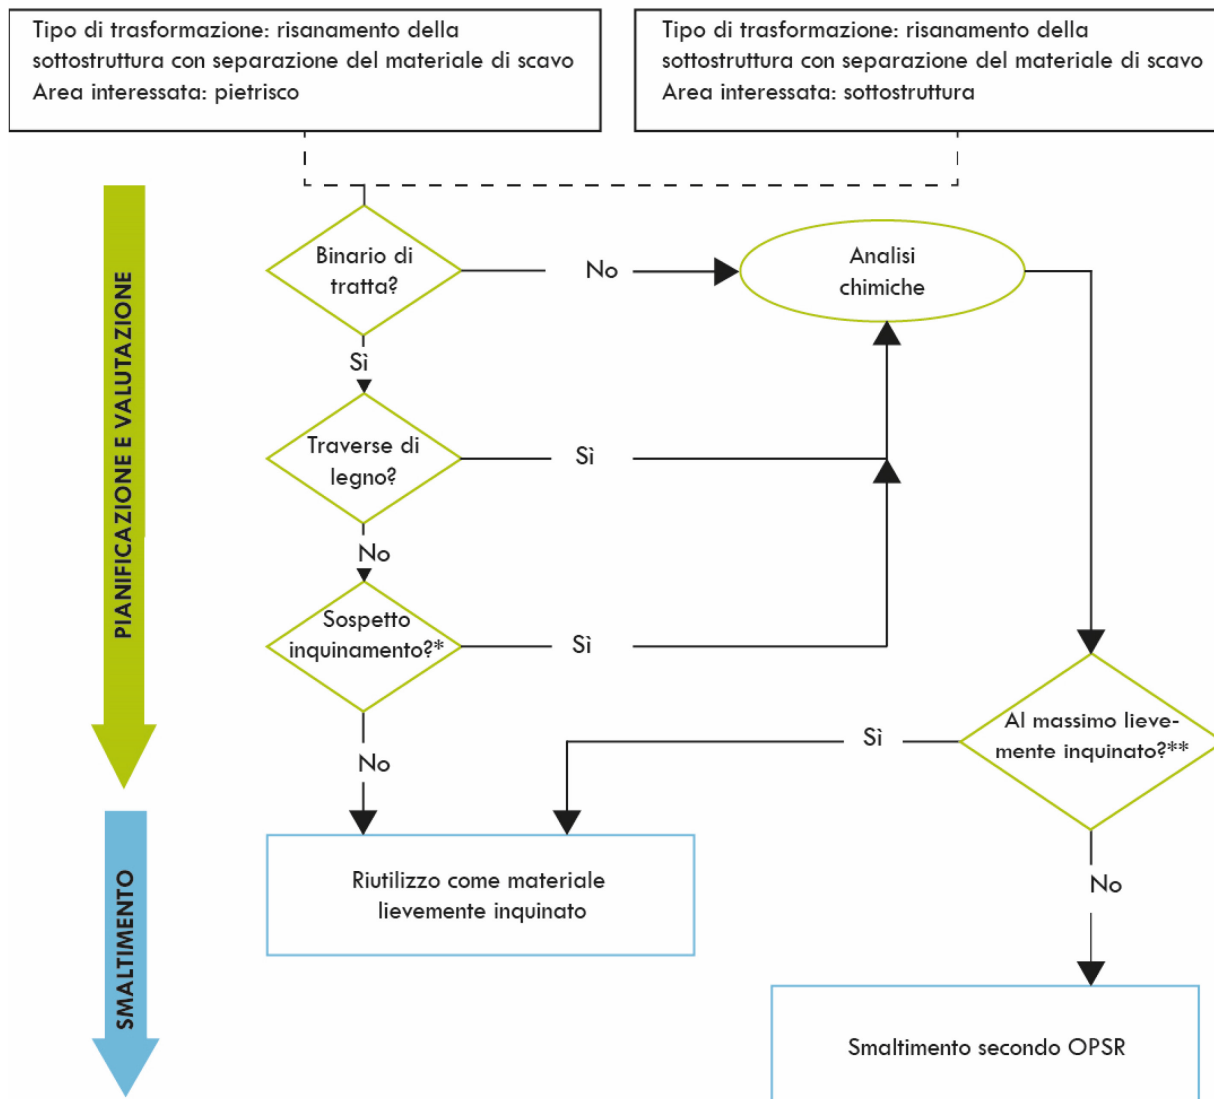 Tipo di trasformazione: risanamento della
sottostruttura con separazione del materiale di scavo
Area interessata: pietrisco
Tipo di trasformazione: risanamento della
sottostruttura con separazione del materiale di scavo
Area interessata: sottostruttura
PIANIFICAZIONE E VALUTAZIONE
Binario di
tratta?
No
Analisi
chimiche
Sì
Traverse di
legno?
Sì
No
Sospetto
inquinamento?*
Sì
No
Al massimo lieve-
mente inquinato?**
Sì
No
SMALTIMENTO
Riutilizzo come materiale
lievemente inquinato
Smaltimento secondo OPSR